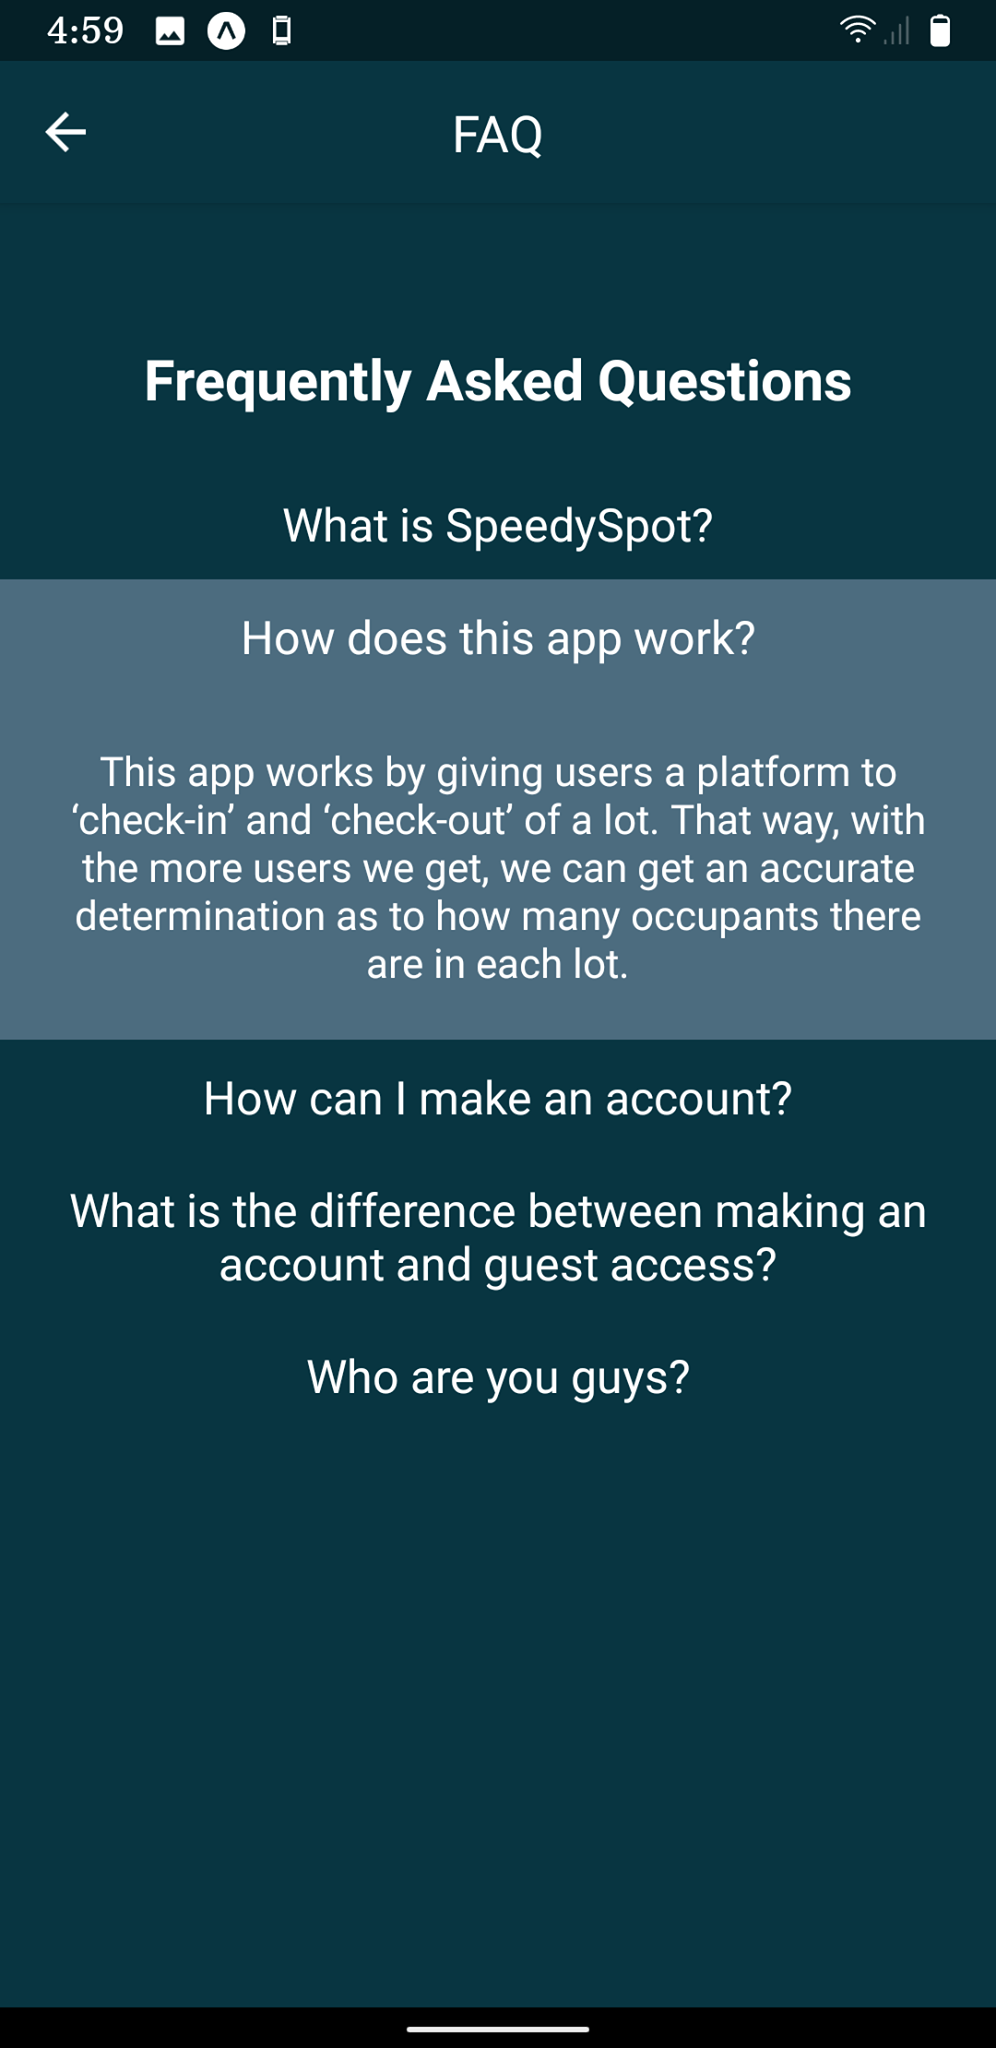 4:59
FAQ
Frequently Asked Questions
What is SpeedySpot?
How does this app work?
This app works by giving users a platform to
‘check-in’ and ‘check-out’ of a lot. That way, with
the more users we get, we can get an accurate
determination as to how many occupants there
are in each lot.
How can I make an account?
What is the difference between making an
account and guest access?
Who are you guys?